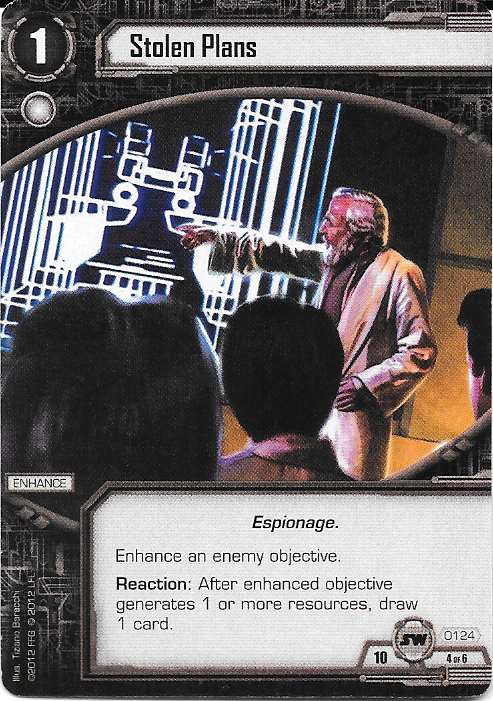 1
Stolen Plans
ENHANCE
Espionage.
Enhance an enemy objective.
Reaction: After enhanced objective
generates 1 or more resources, draw
1 card.
Illus. Tiziano Baracchi
©2012 FFG © 2012 LFL
SW
0124
10
4 of 6